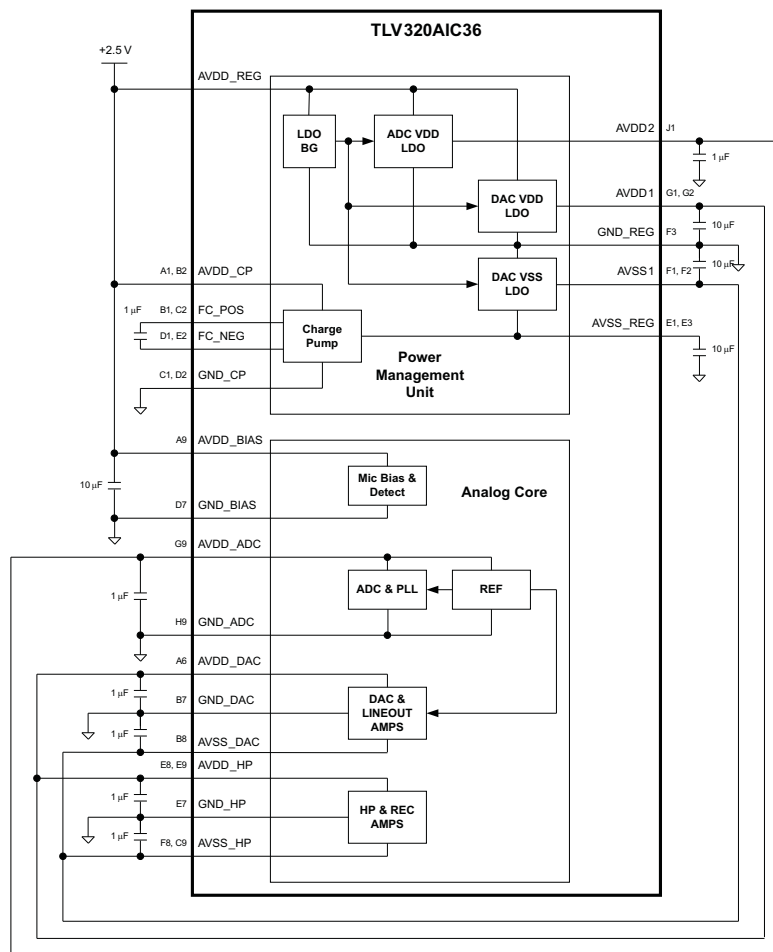 TLV320AIC36
+2.5 V
AVDD_REG
LDO
BG
ADC VDD
LDO
AVDD2
J1
1 µF
DAC VDD
LDO
AVDD1
G1, G2
10 µF
GND_REG
F3
10 µF
DAC VSS
LDO
AVSS1
F1, F2
A1, B2
AVDD_CP
1 µF
B1, C2
FC_POS
D1, E2
FC_NEG
Charge
Pump
AVSS_REG
E1, E3
10 µF
C1, D2
GND_CP
Power
Management
Unit
A9
AVDD_BIAS
10 µF
Mic Bias &
Detect
Analog Core
D7
GND_BIAS
G9
AVDD_ADC
1 µF
ADC & PLL
REF
H9
GND_ADC
A6
AVDD_DAC
1 µF
B7
GND_DAC
DAC &
LINEOUT
AMPS
1 µF
B8
AVSS_DAC
E8, E9
AVDD_HP
1 µF
E7
GND_HP
HP & REC
AMPS
1 µF
F8, C9
AVSS_HP